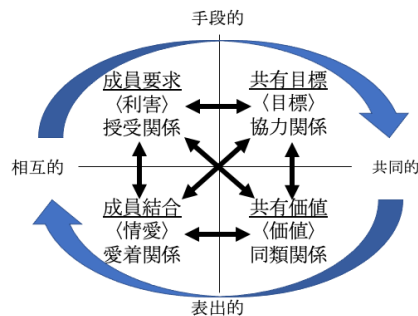 手段的
成員要求
〈利害〉
授受関係
共有目標
〈目標〉
協力関係
相互的
共同的
成員結合
〈情愛〉
愛着関係
共有価値
〈価値〉
同類関係
表出的